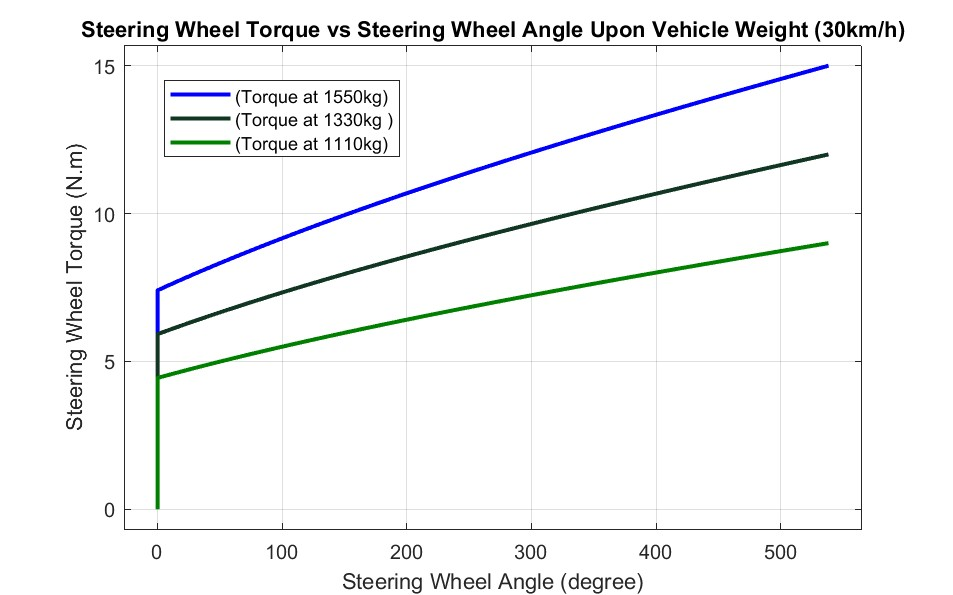 Steering Wheel Torque vs Steering Wheel Angle Upon Vehicle Weight (30km/h)
15
(Torque at 1550kg)
(Torque at 1330kg )
(Torque at 1110kg)
Steering Wheel Torque (N.m)
10
5
0
0 100 200 300 400 500
Steering Wheel Angle (degree)